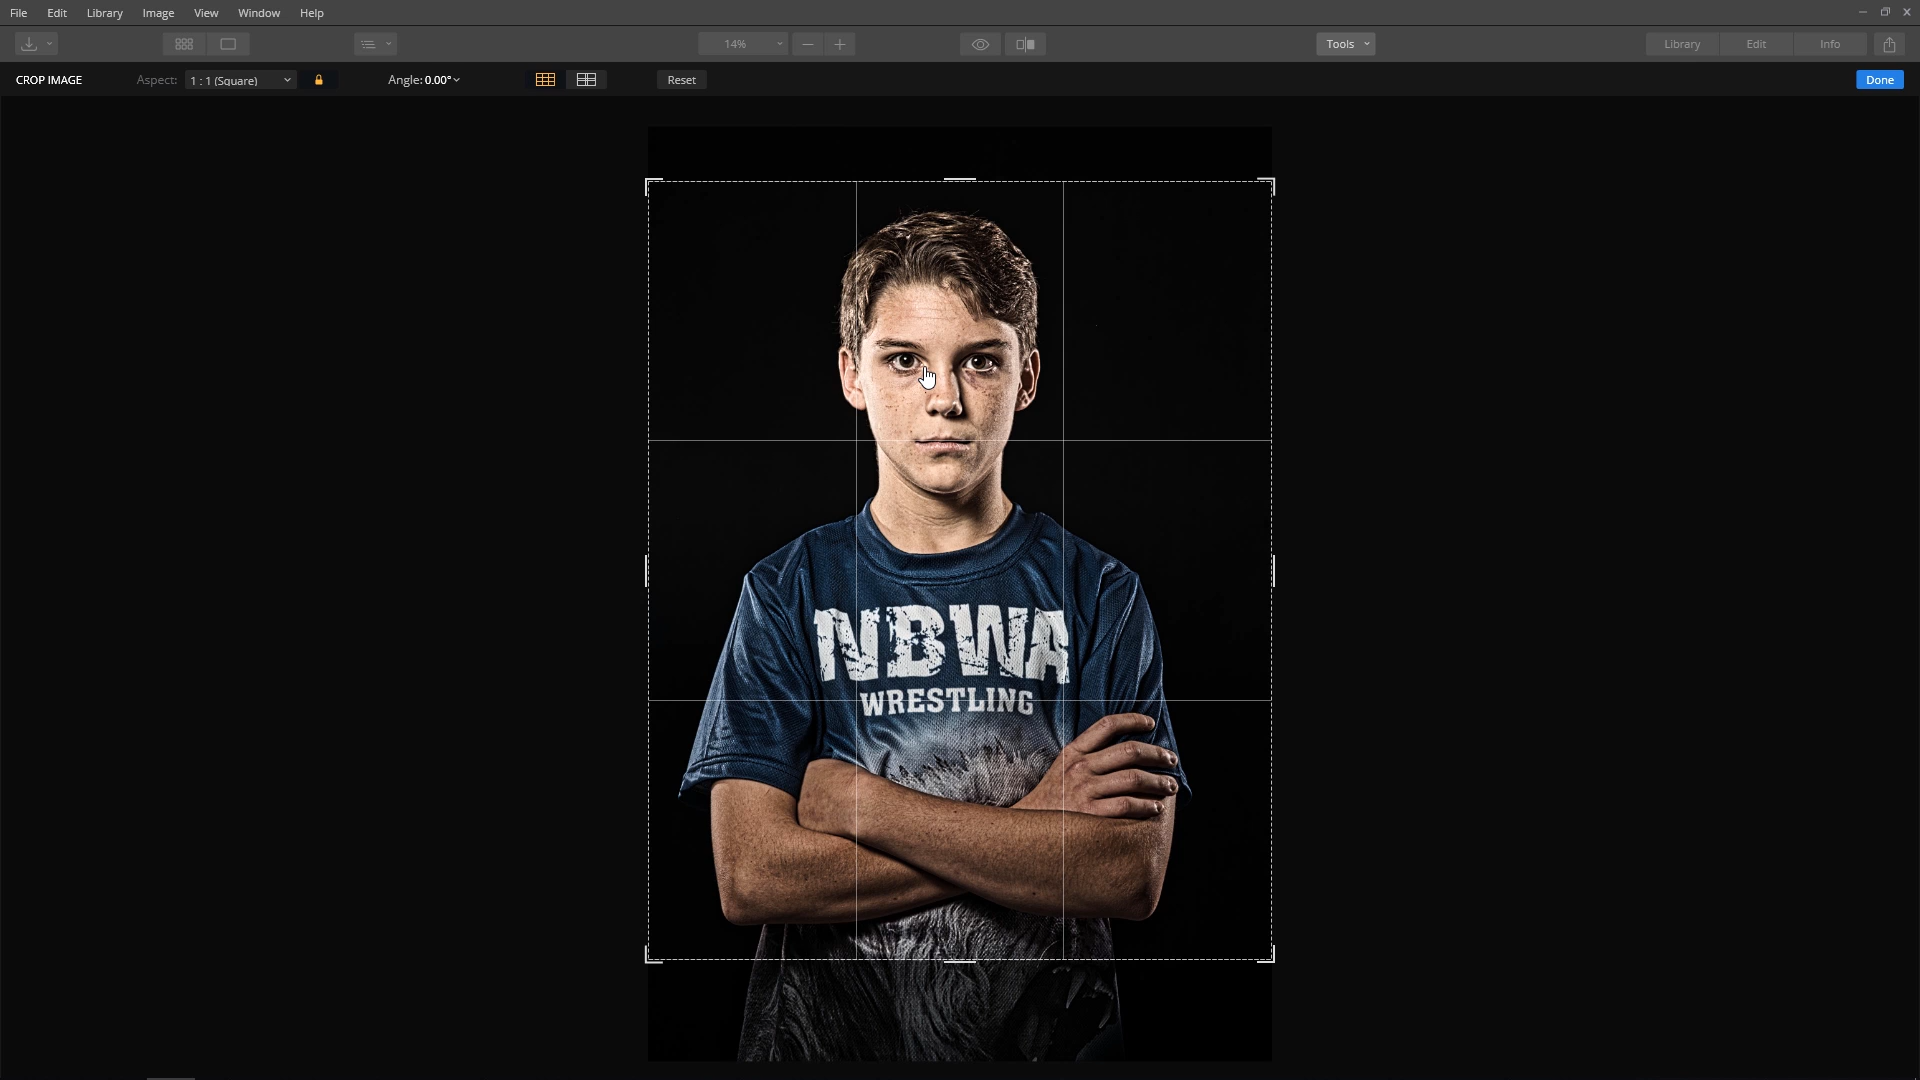 File Edit Library Image View Window Help
14% Tools Library Edit Info
CROP IMAGE Aspect: 1 : 1 (Square) Angle: 0.00° Reset Done
NBWA
WRESTLING